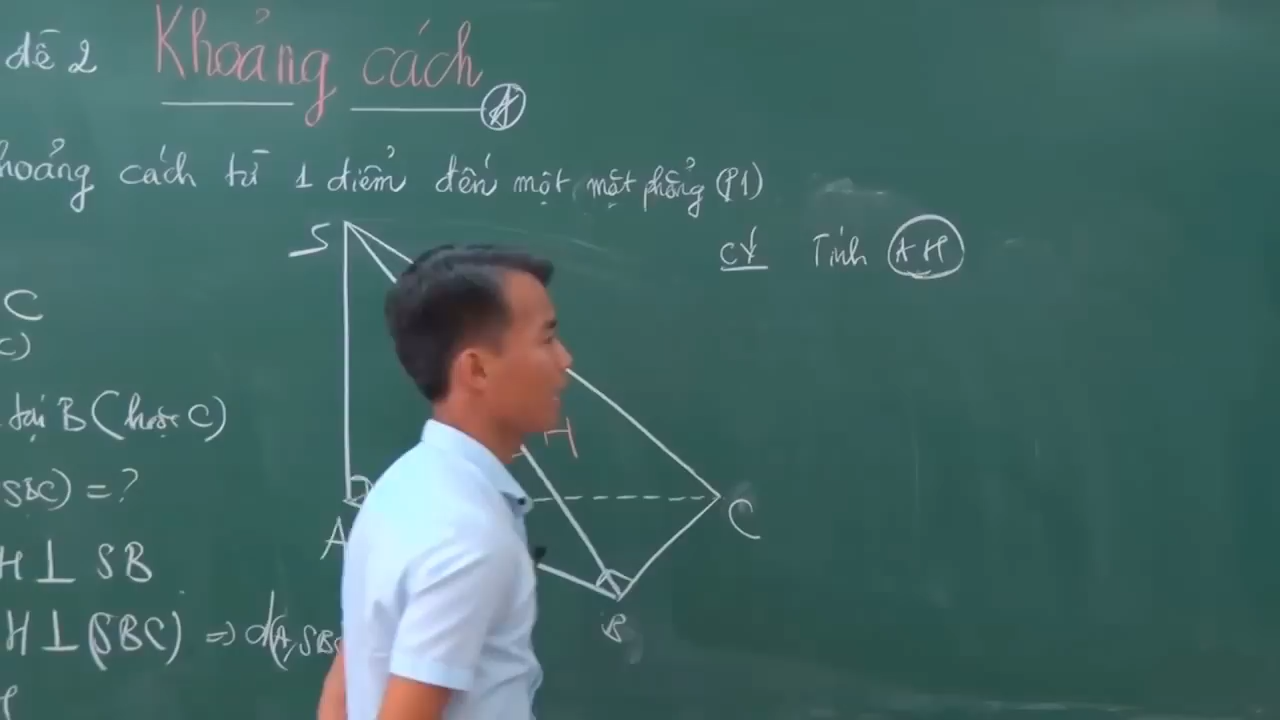 đề 2 Khoảng cách
hoảng cách từ 1 điểm đến một mặt phẳng (P1)
S
CY Tính AH
C
C)
tại B (hoặc C)
H
SBC) = ?
A
C
H ⊥ SB
H ⊥ (SBC) => d(A, SBC
B